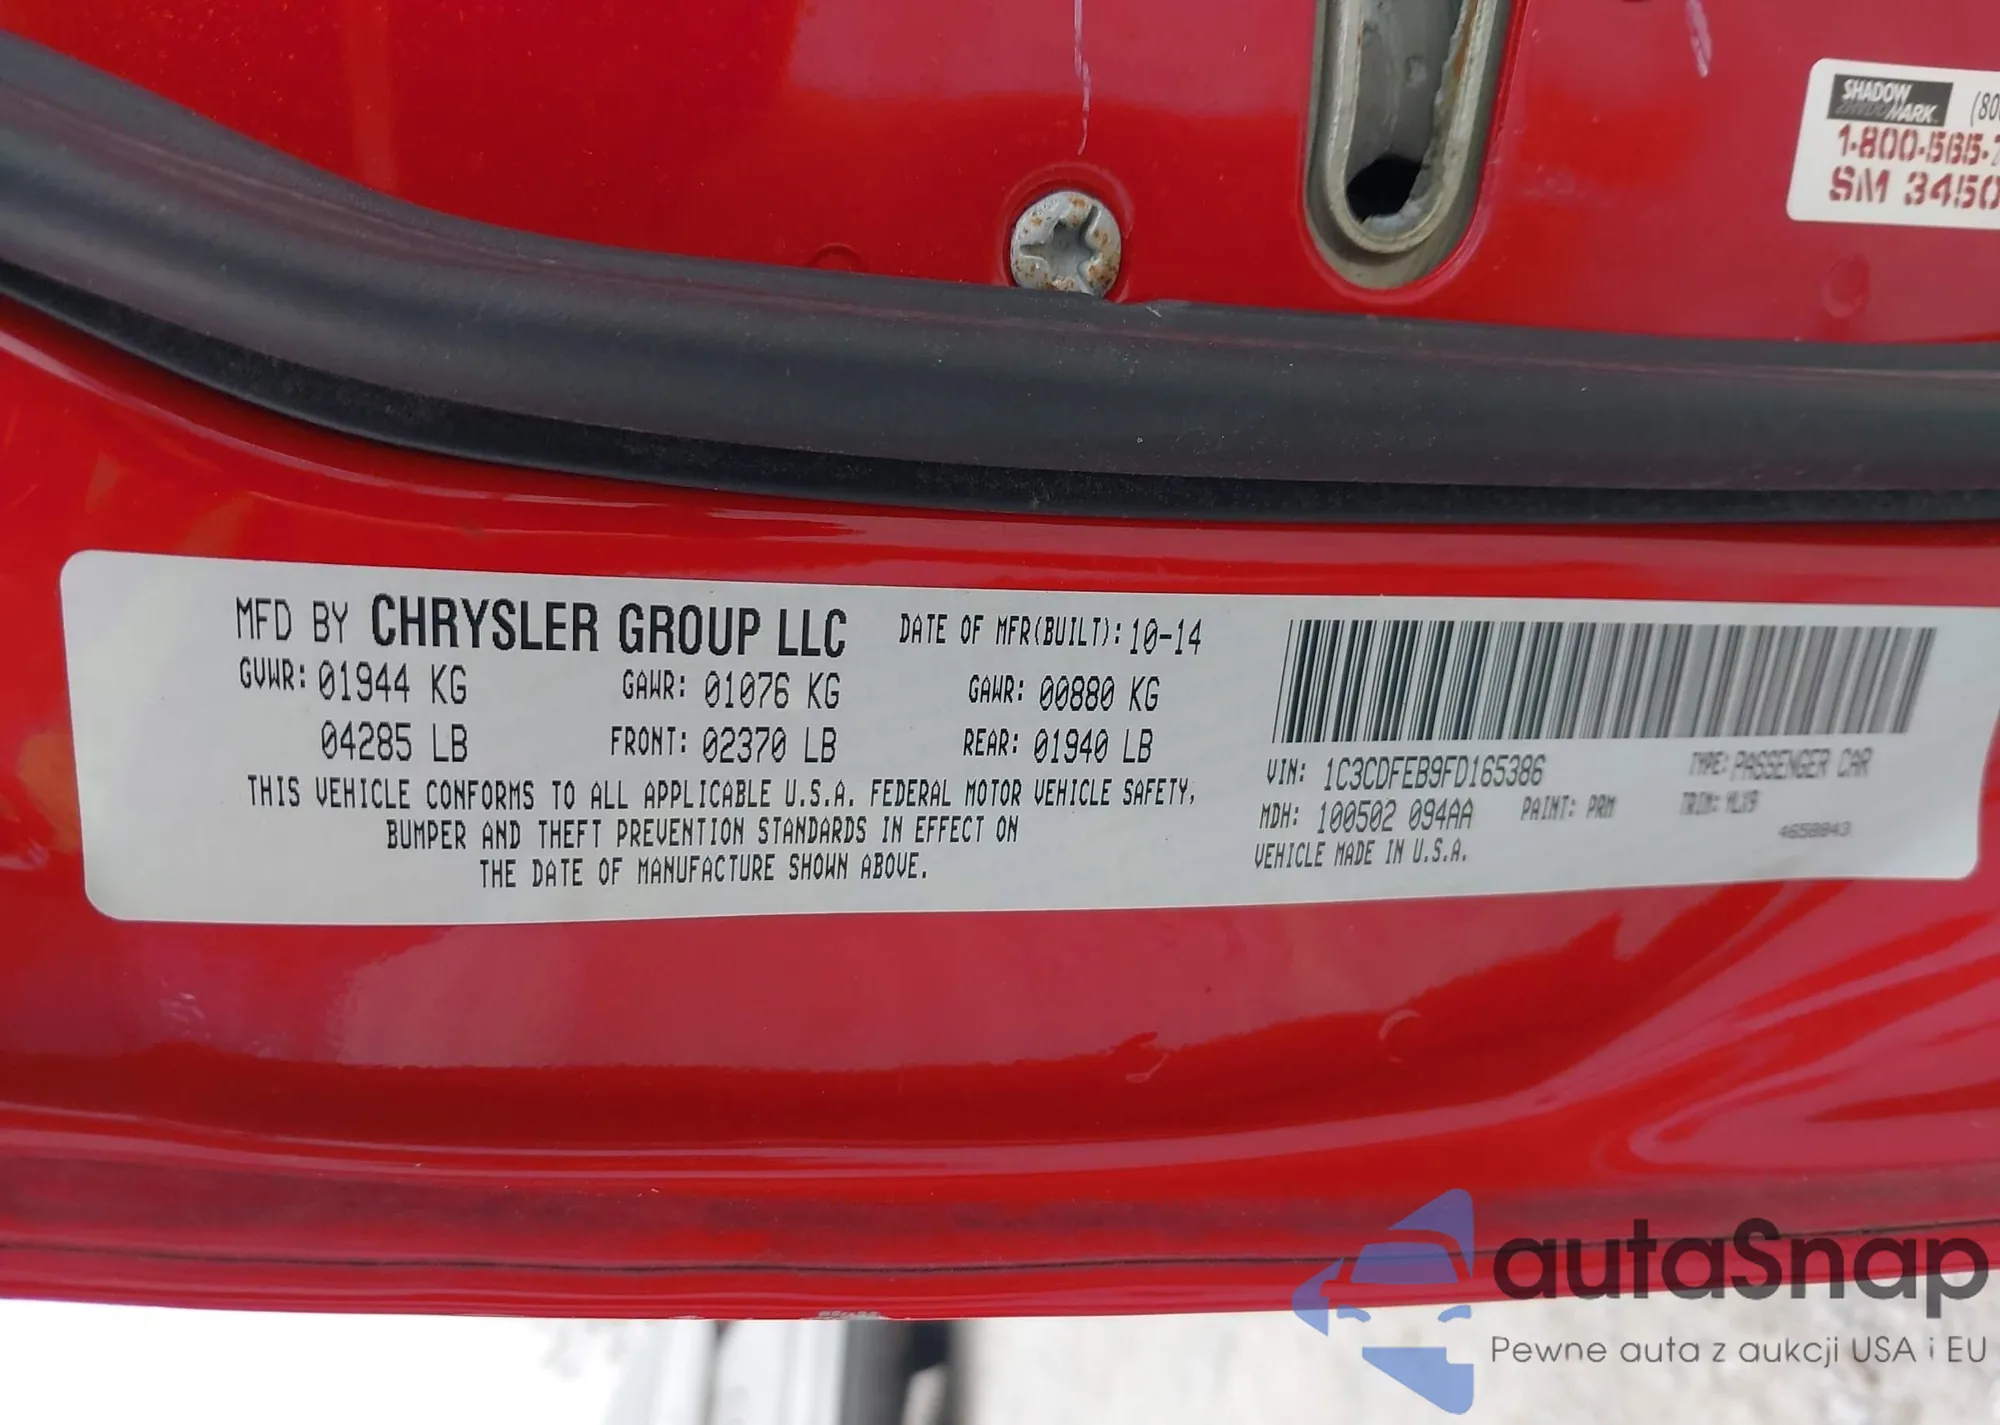 SHADOW
MARK
(80
1-800-585-
SM 3450
MFD BY CHRYSLER GROUP LLC
DATE OF MFR(BUILT): 10-14
GVWR: 01944 KG
GAWR: 01076 KG
GAWR: 00880 KG
04285 LB
FRONT: 02370 LB
REAR: 01940 LB
THIS VEHICLE CONFORMS TO ALL APPLICABLE U.S.A. FEDERAL MOTOR VEHICLE SAFETY,
BUMPER AND THEFT PREVENTION STANDARDS IN EFFECT ON
THE DATE OF MANUFACTURE SHOWN ABOVE.
VIN: 1C3CDFEB9FD165386
TYPE: PASSENGER CAR
MDH: 100502 094AA
PAINT: PRM
TRIM: VLX9
4658843
VEHICLE MADE IN U.S.A.
autaSnap
Pewne auta z aukcji USA i EU